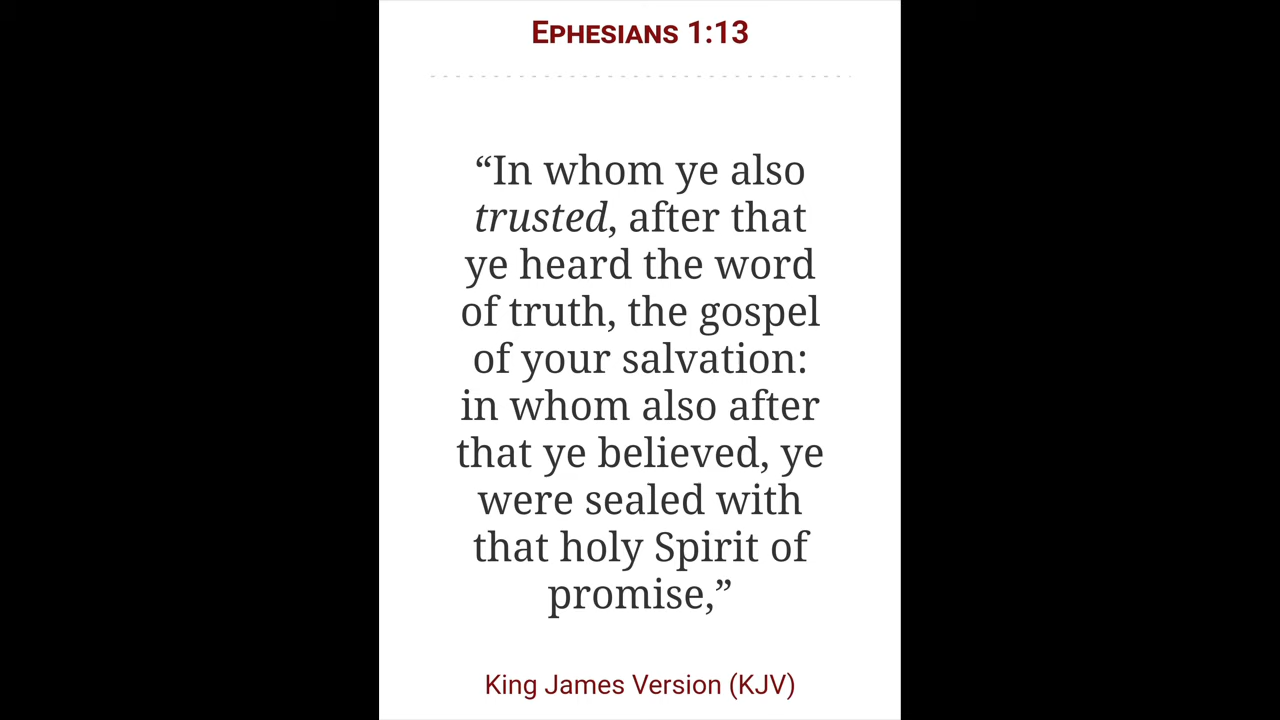 Ephesians 1:13
“In whom ye also
trusted, after that
ye heard the word
of truth, the gospel
of your salvation:
in whom also after
that ye believed, ye
were sealed with
that holy Spirit of
promise,”
King James Version (KJV)